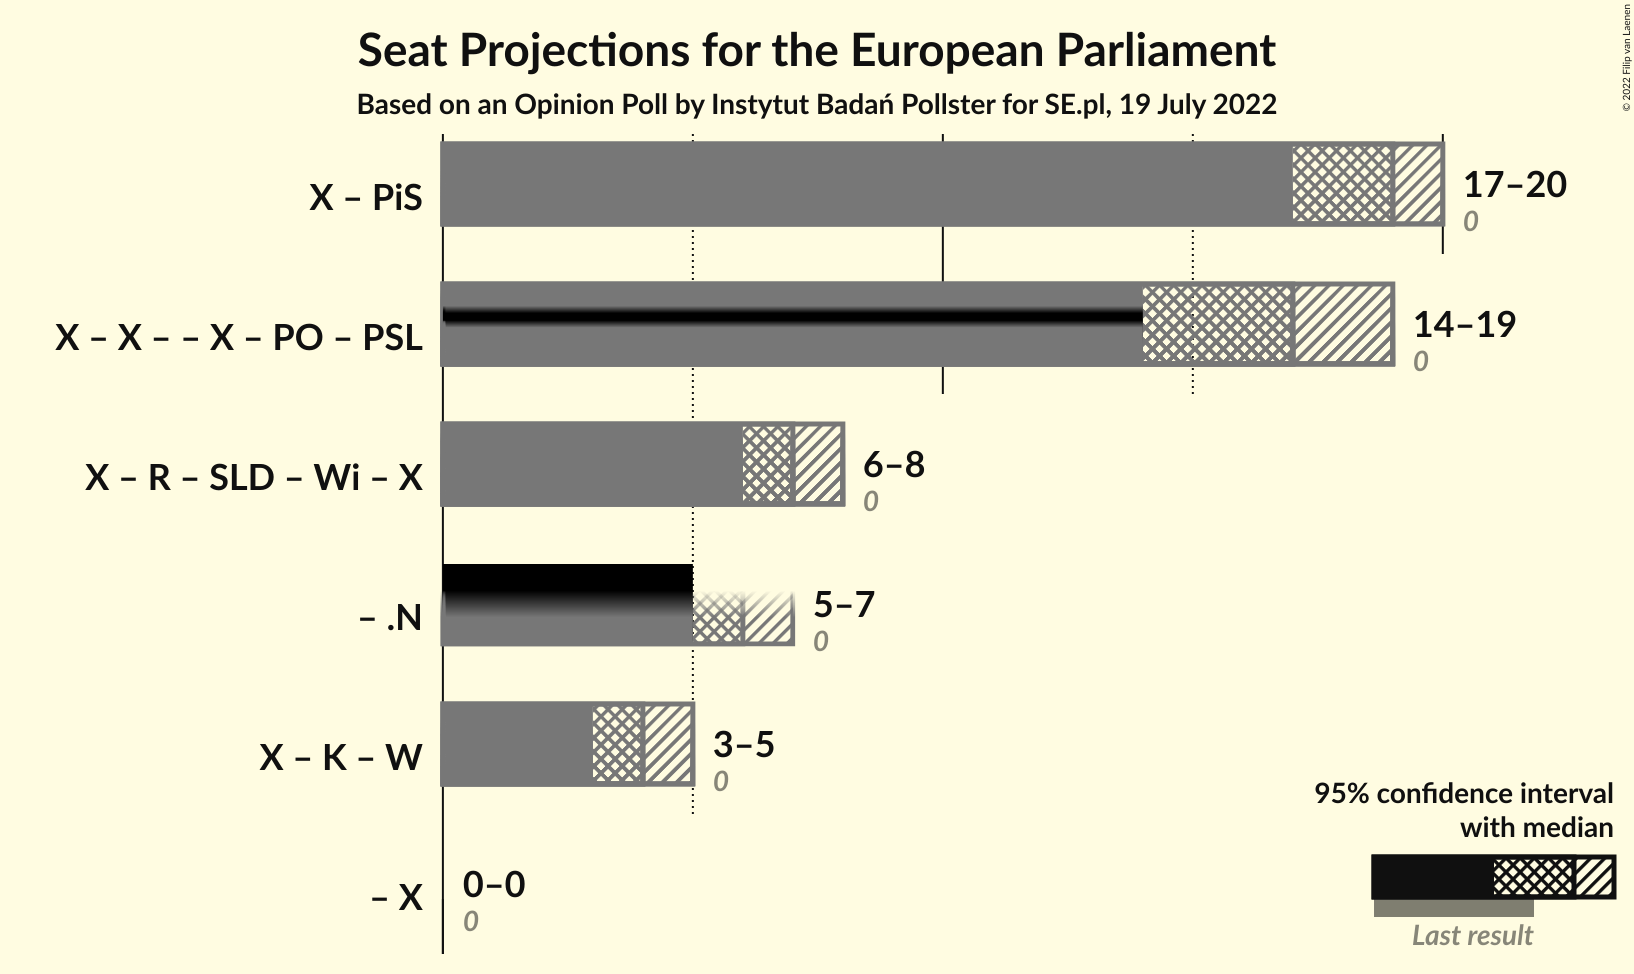 Seat Projections for the European Parliament
Based on an Opinion Poll by Instytut Badań Pollster for SE.pl, 19 July 2022
© 2022 Filip van Laenen
X – PiS
17–20
0
X – X – – X – PO – PSL
14–19
0
X – R – SLD – Wi – X
6–8
0
– .N
5–7
0
X – K – W
3–5
0
– X
0–0
0
95% confidence interval
with median
Last result